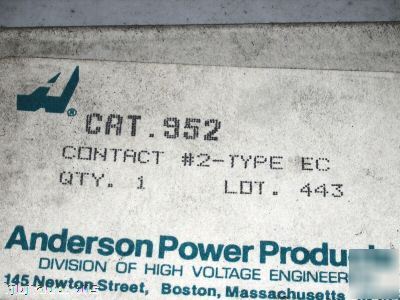 ®
CAT.952
CONTACT #2-TYPE EC
QTY. 1 LOT. 443
Anderson Power Produc
DIVISION OF HIGH VOLTAGE ENGINEER
145 Newton Street, Boston, Massachusetts